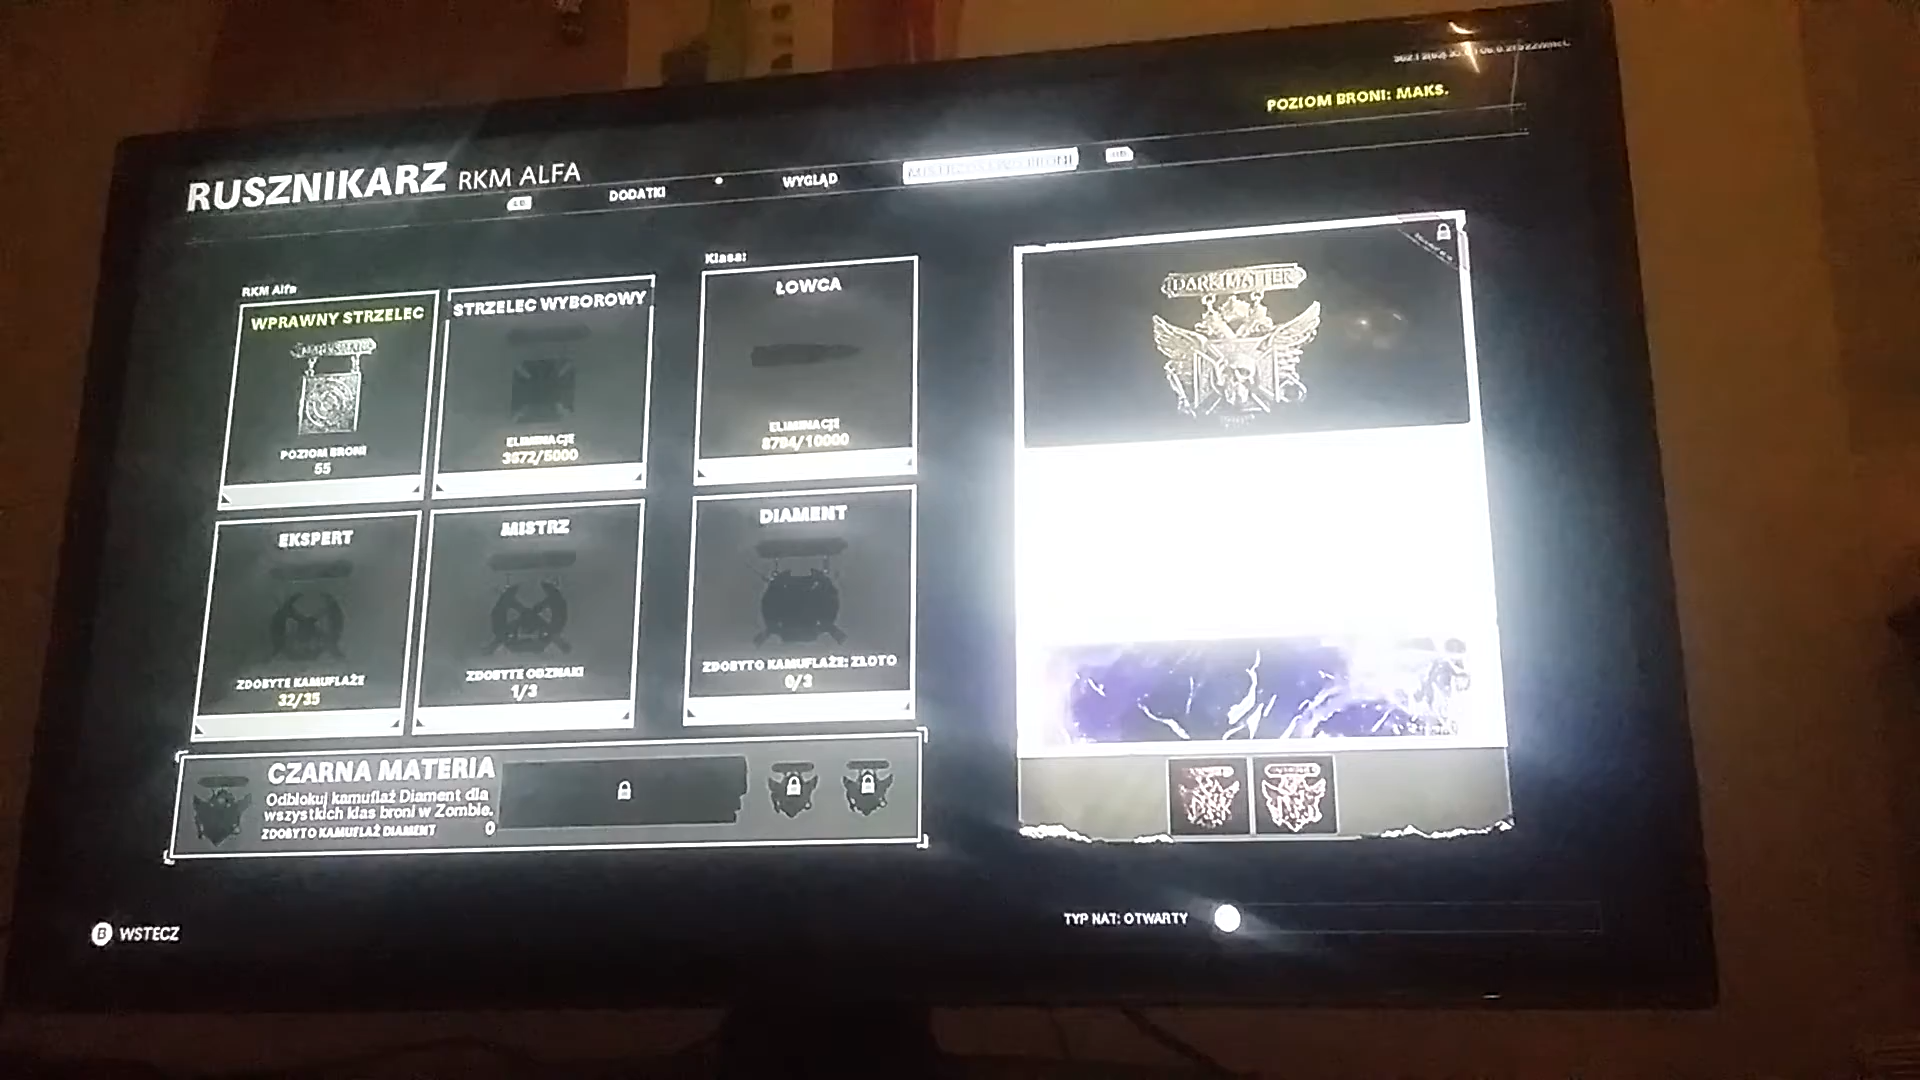 POZIOM BRONI: MAKS.
RUSZNIKARZ RKM ALFA
LB
DODATKI
WYGLĄD
RKM Alfa
Klasa:
WPRAWNY STRZELEC
STRZELEC WYBOROWY
ŁOWCA
DARK MATTER
POZIOM BRONI
55
ELIMINACJE
3672/5000
ELIMINACJE
8794/10000
EKSPERT
MISTRZ
DIAMENT
ZDOBYTE KAMUFLAŻE
32/35
ZDOBYTE ODZNAKI
1/3
ZDOBYTO KAMUFLAŻE: ZŁOTO
0/3
CZARNA MATERIA
Odblokuj kamuflaż Diament dla
wszystkich klas broni w Zombie.
ZDOBYTO KAMUFLAŻ DIAMENT 0
B WSTECZ
TYP NAT: OTWARTY